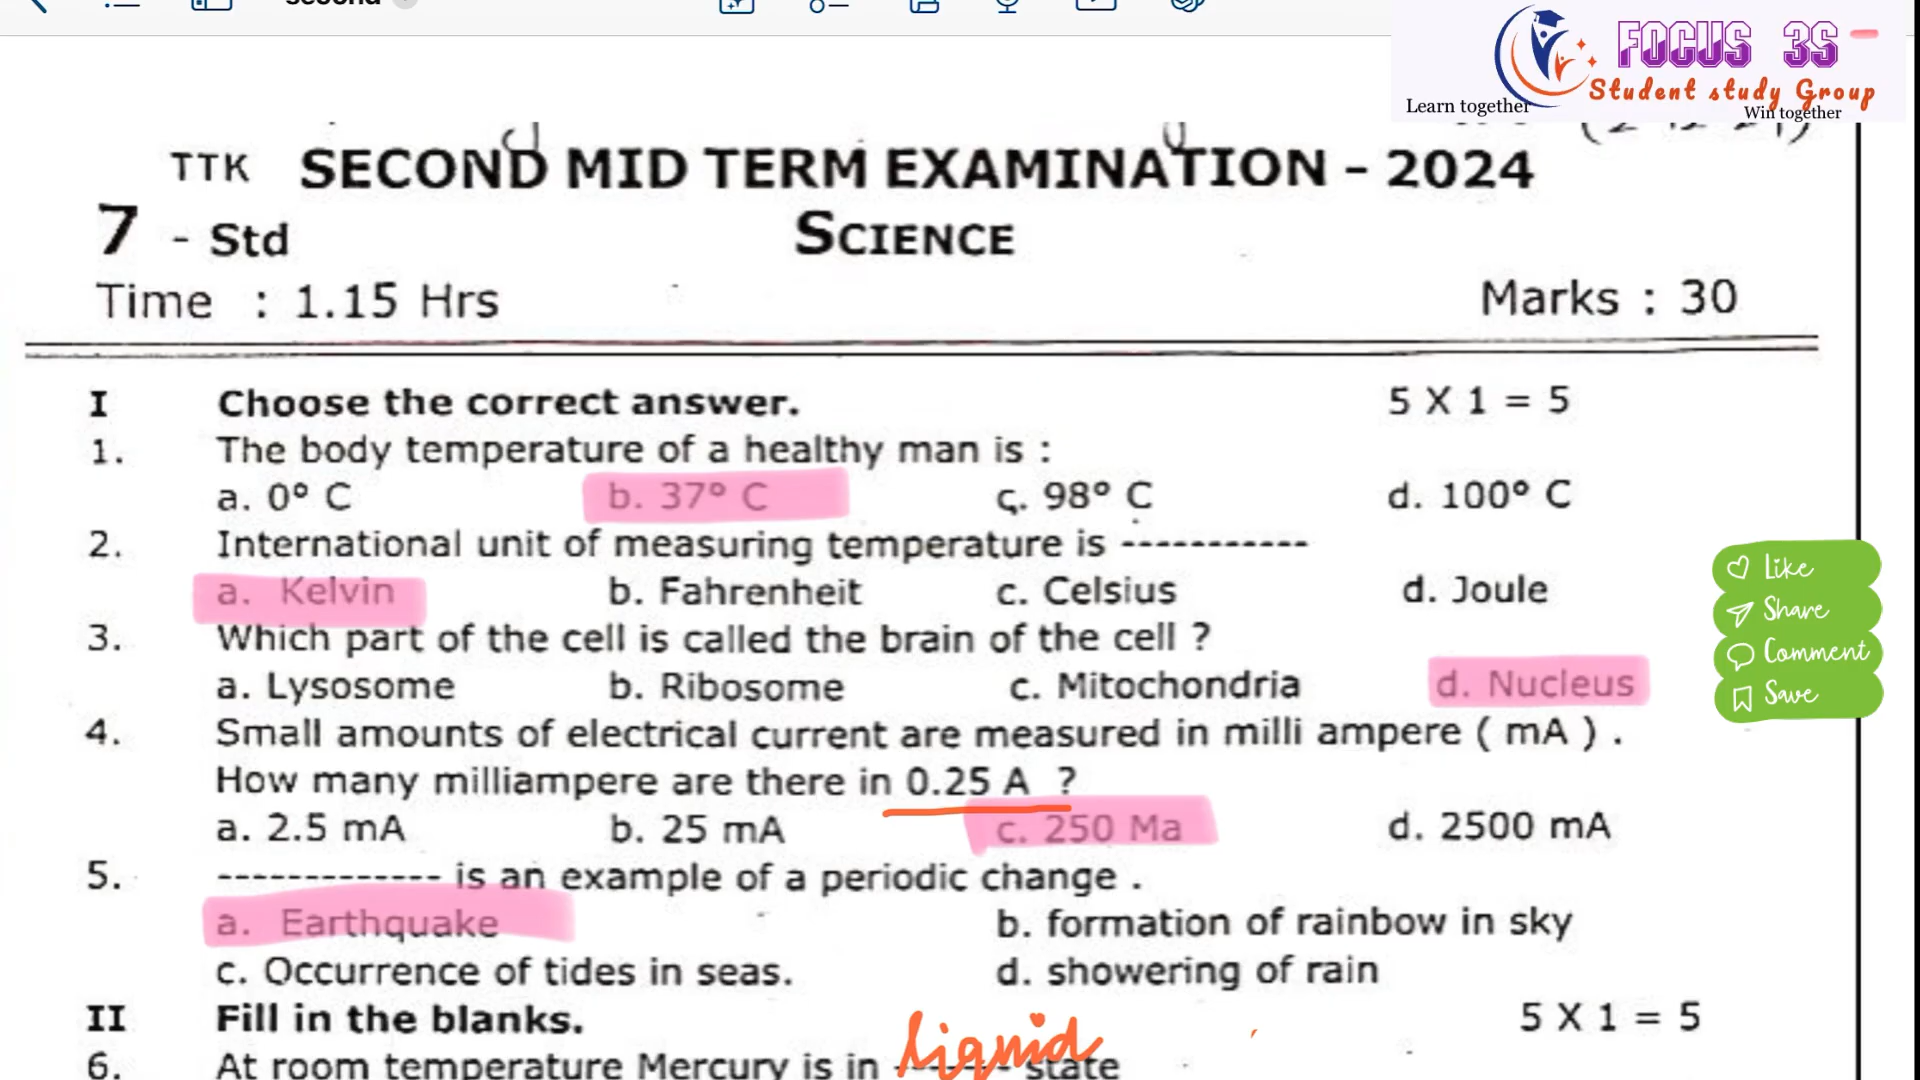 second
FOCUS 3S
Student study Group
Learn together
Win together
TTK SECOND MID TERM EXAMINATION - 2024
7 - Std SCIENCE
Time : 1.15 Hrs Marks : 30
I Choose the correct answer. 5 X 1 = 5
1. The body temperature of a healthy man is :
a. 0° C b. 37° C c. 98° C d. 100° C
2. International unit of measuring temperature is -----------
a. Kelvin b. Fahrenheit c. Celsius d. Joule
3. Which part of the cell is called the brain of the cell ?
a. Lysosome b. Ribosome c. Mitochondria d. Nucleus
4. Small amounts of electrical current are measured in milli ampere ( mA ) .
How many milliampere are there in 0.25 A ?
a. 2.5 mA b. 25 mA c. 250 Ma d. 2500 mA
5. ------------- is an example of a periodic change .
a. Earthquake b. formation of rainbow in sky
c. Occurrence of tides in seas. d. showering of rain
II Fill in the blanks. 5 X 1 = 5
6. At room temperature Mercury is in liquid state
Like
Share
Comment
Save